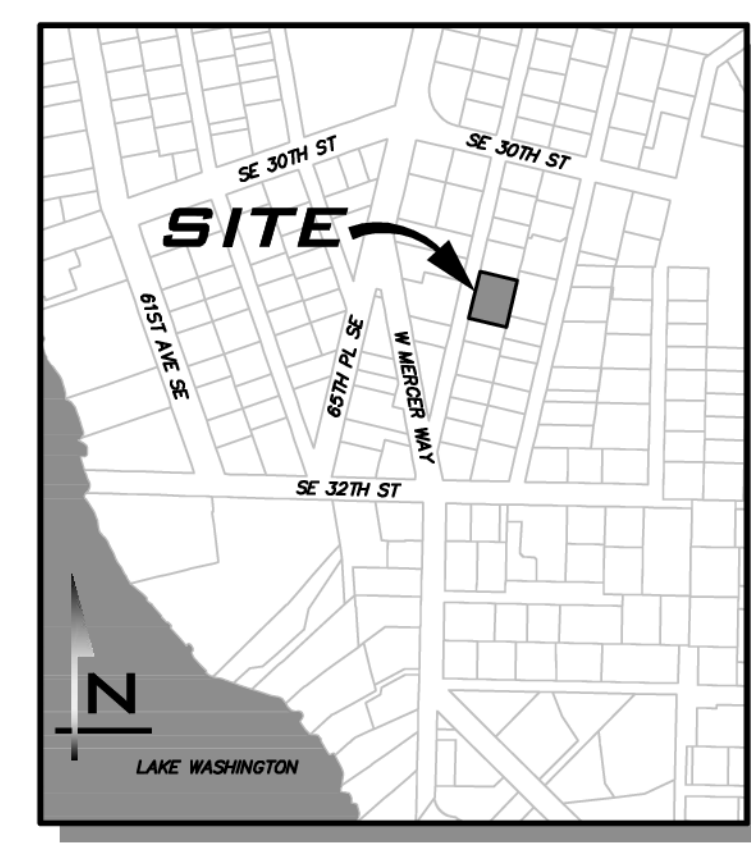 SE 30TH ST
SE 30TH ST
SITE
61ST AVE SE
65TH PL SE
W MERCER WAY
SE 32TH ST
N
LAKE WASHINGTON